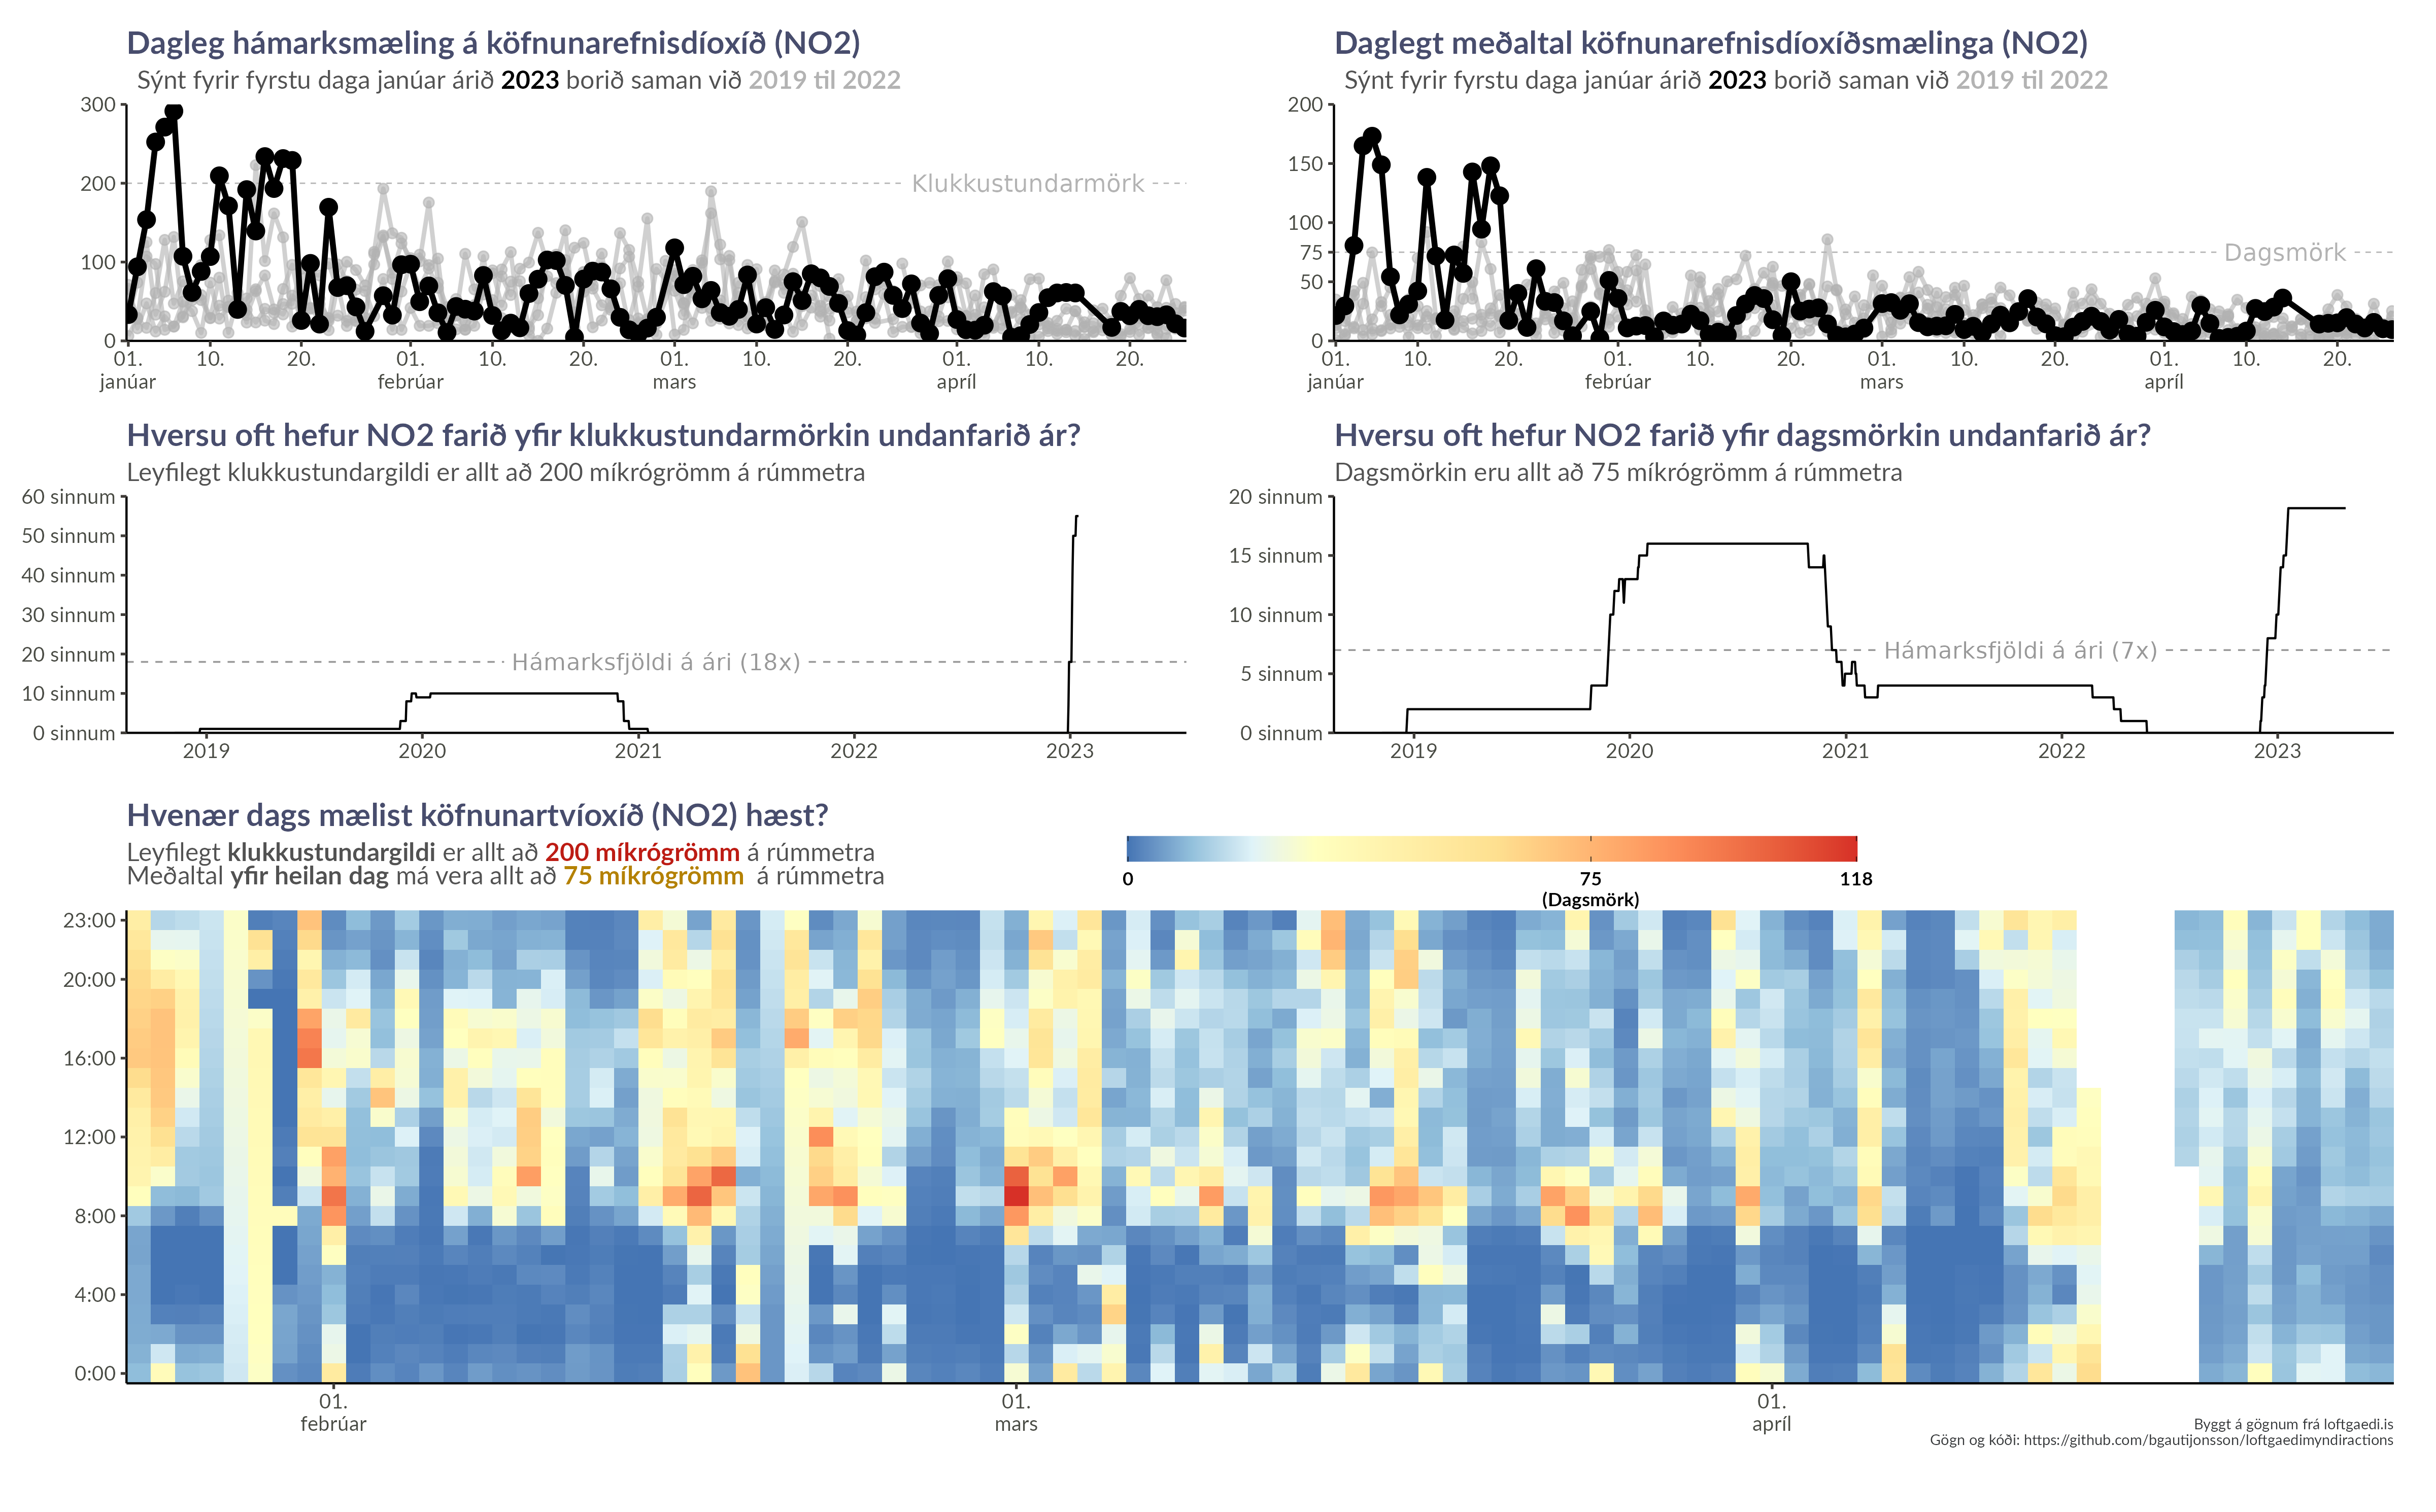 Dagleg hámarksmæling á köfnunarefnisdíoxíð (NO2)
Sýnt fyrir fyrstu daga janúar árið 2023 borið saman við 2019 til 2022
300
200
100
0
Klukkustundarmörk
01. 10. 20. 01. 10. 20. 01. 10. 20. 01. 10. 20.
janúar febrúar mars apríl
Daglegt meðaltal köfnunarefnisdíoxíðsmælinga (NO2)
Sýnt fyrir fyrstu daga janúar árið 2023 borið saman við 2019 til 2022
200
150
100
75
50
0
Dagsmörk
01. 10. 20. 01. 10. 20. 01. 10. 20. 01. 10. 20.
janúar febrúar mars apríl
Hversu oft hefur NO2 farið yfir klukkustundarmörkin undanfarið ár?
Leyfilegt klukkustundargildi er allt að 200 míkrógrömm á rúmmetra
60 sinnum
50 sinnum
40 sinnum
30 sinnum
20 sinnum
10 sinnum
0 sinnum
Hámarksfjöldi á ári (18x)
2019 2020 2021 2022 2023
Hversu oft hefur NO2 farið yfir dagsmörkin undanfarið ár?
Dagsmörkin eru allt að 75 míkrógrömm á rúmmetra
20 sinnum
15 sinnum
10 sinnum
5 sinnum
0 sinnum
Hámarksfjöldi á ári (7x)
2019 2020 2021 2022 2023
Hvenær dags mælist köfnunartvíoxíð (NO2) hæst?
Leyfilegt klukkustundargildi er allt að 200 míkrógrömm á rúmmetra
Meðaltal yfir heilan dag má vera allt að 75 míkrógrömm á rúmmetra
0 75 118
(Dagsmörk)
23:00
20:00
16:00
12:00
8:00
4:00
0:00
01. 01. 01.
febrúar mars apríl
Byggt á gögnum frá loftgaedi.is
Gögn og kóði: https://github.com/bgautijonsson/loftgaedimyndiractions